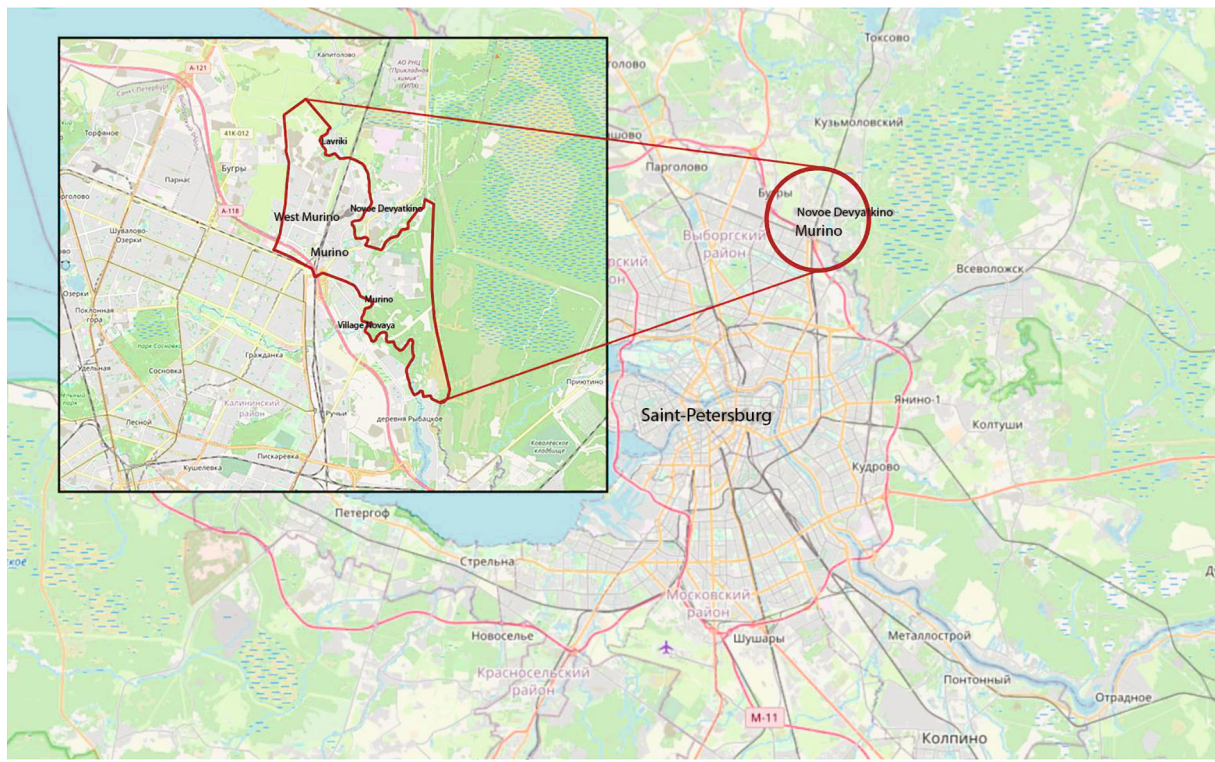 Токсово
Капитолово
А-121
АО РНЦ
"Прикладная
химия"
(ГИПХ)
Санкт-Петербург
Торфяное
41К-012
Lavriki
Кузьмоловский
Парголово
Бугры
Парнас
Бугры
А-118
West Murino
Novoe Devyatkino
Novoe Devyatkino
Murino
Выборгский
район
Шувалово-
Озерки
Murino
Всеволожск
Озерки
Поклонная
гора
Murino
Village Novaya
парк Сосновка
Гражданка
Удельная
Сосновка
Приютино
Калининский
район
Ручьи
деревня Рыбацкое
Лесной
Пискаревка
Кушелевка
Ковалёвское
кладбище
Янино-1
Saint-Petersburg
Колтуши
Кудрово
Петергоф
Стрельна
Московский
район
Новоселье
Шушары
Металлострой
Красносельский
район
Понтонный
Отрадное
М-11
Колпино